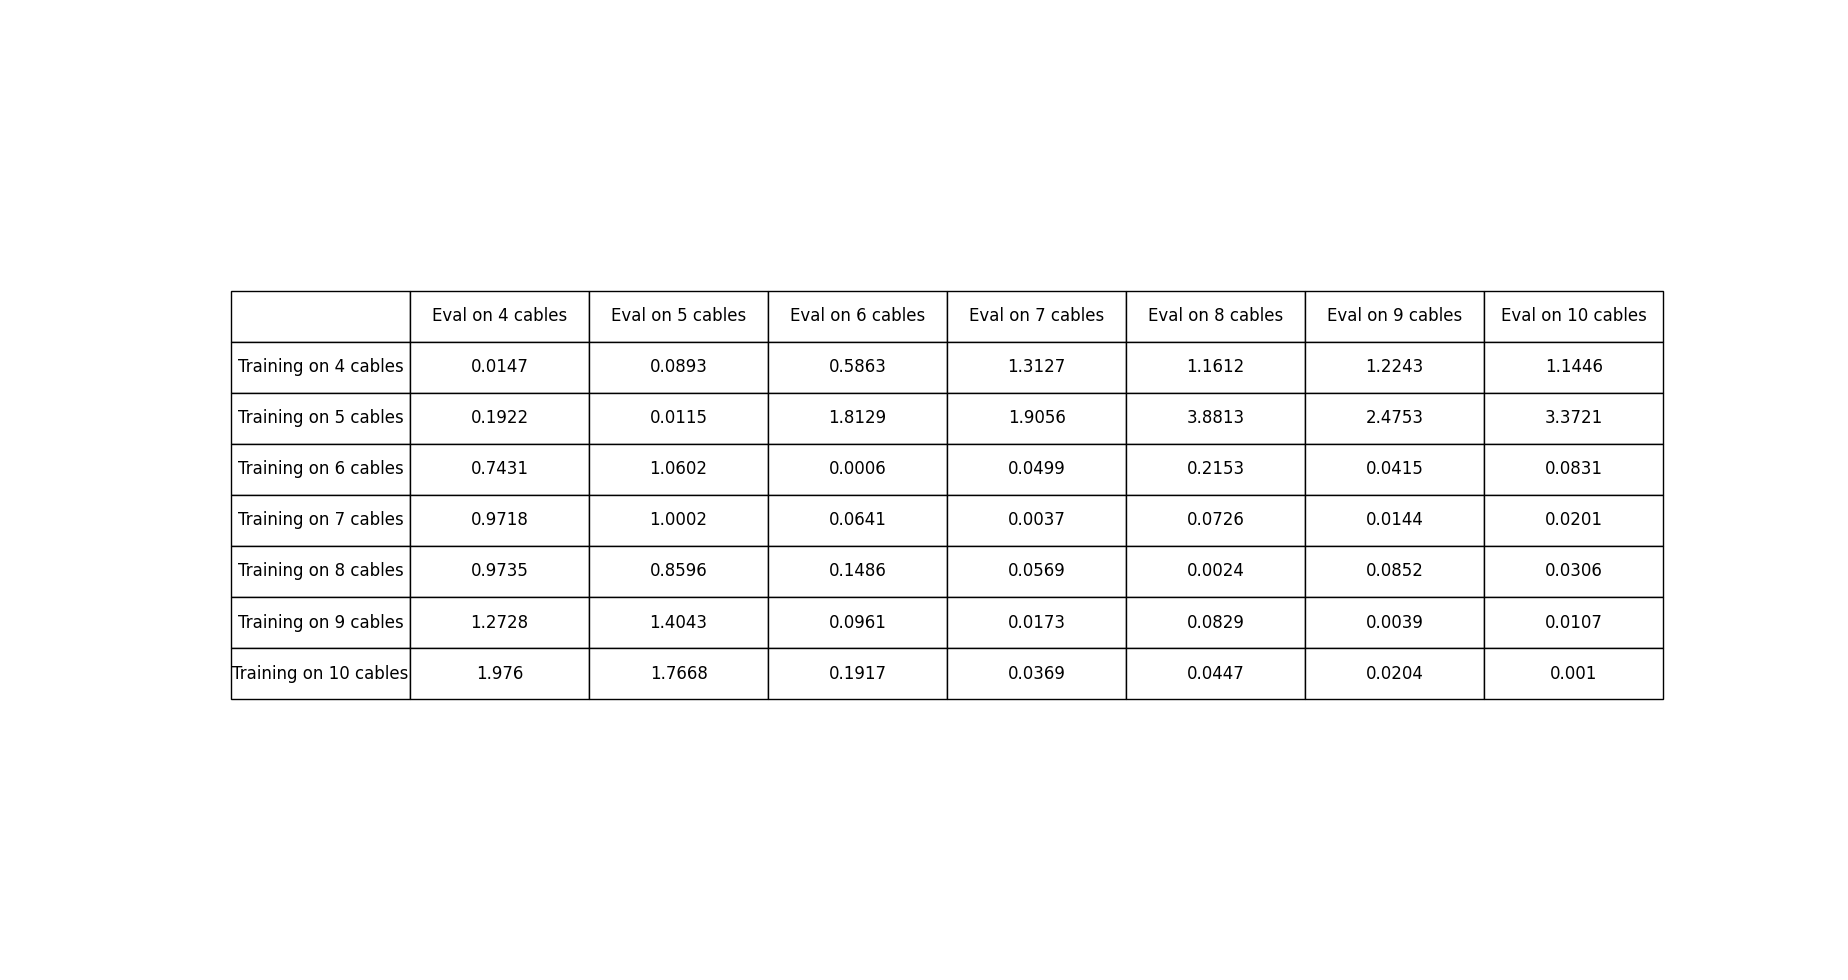 Eval on 4 cables Eval on 5 cables Eval on 6 cables Eval on 7 cables Eval on 8 cables Eval on 9 cables Eval on 10 cables
Training on 4 cables 0.0147 0.0893 0.5863 1.3127 1.1612 1.2243 1.1446
Training on 5 cables 0.1922 0.0115 1.8129 1.9056 3.8813 2.4753 3.3721
Training on 6 cables 0.7431 1.0602 0.0006 0.0499 0.2153 0.0415 0.0831
Training on 7 cables 0.9718 1.0002 0.0641 0.0037 0.0726 0.0144 0.0201
Training on 8 cables 0.9735 0.8596 0.1486 0.0569 0.0024 0.0852 0.0306
Training on 9 cables 1.2728 1.4043 0.0961 0.0173 0.0829 0.0039 0.0107
Training on 10 cables 1.976 1.7668 0.1917 0.0369 0.0447 0.0204 0.001